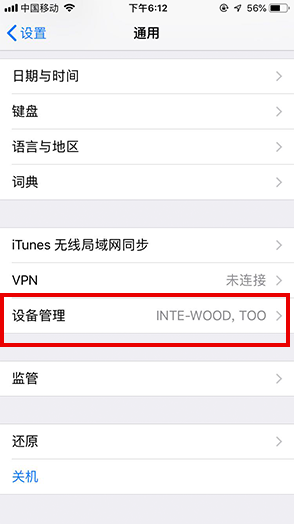 中国移动 下午6:12 56%
设置 通用
日期与时间
键盘
语言与地区
词典
iTunes 无线局域网同步
VPN 未连接
设备管理 INTE-WOOD, TOO
监管
还原
关机